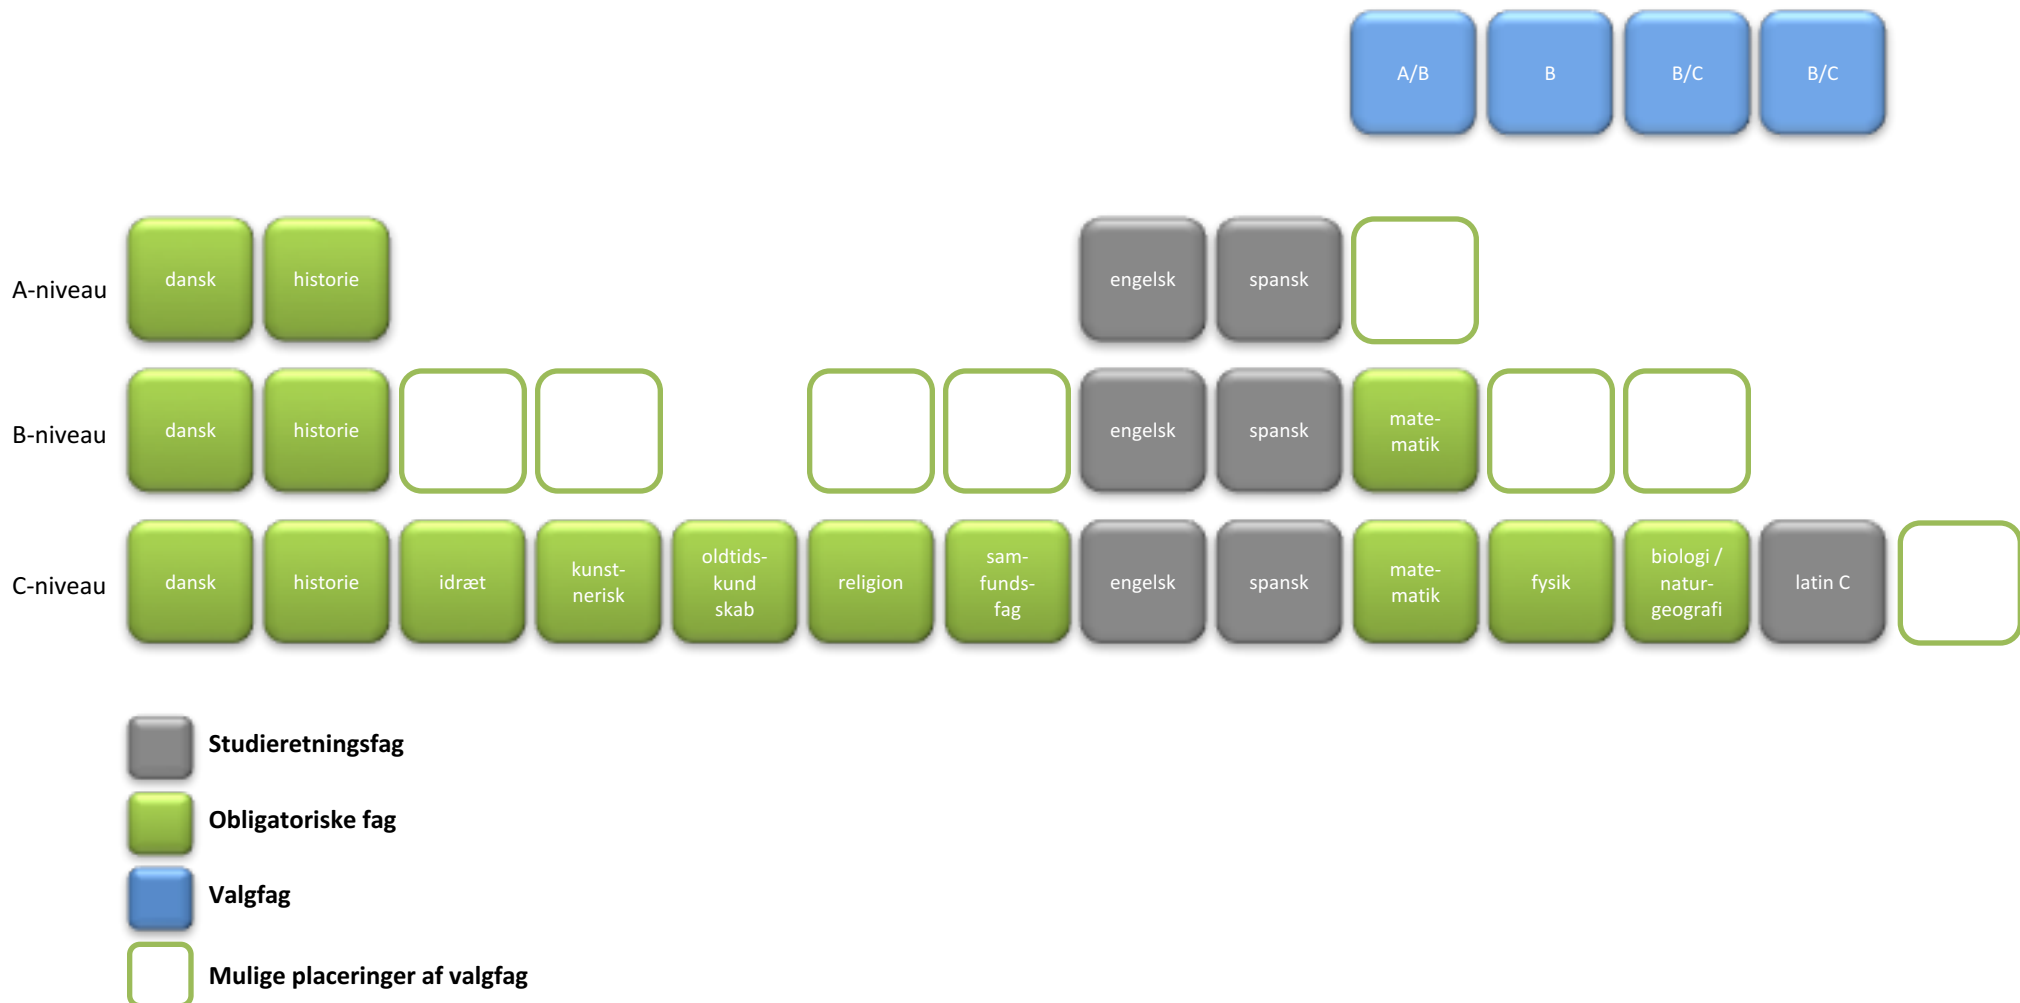 A/B B B/C B/C
A-niveau dansk historie engelsk spansk
B-niveau dansk historie engelsk spansk mate-
matik
C-niveau dansk historie idræt kunst-
nerisk oldtids-
kund
skab religion sam-
funds-
fag engelsk spansk mate-
matik fysik biologi /
natur-
geografi latin C
Studieretningsfag
Obligatoriske fag
Valgfag
Mulige placeringer af valgfag